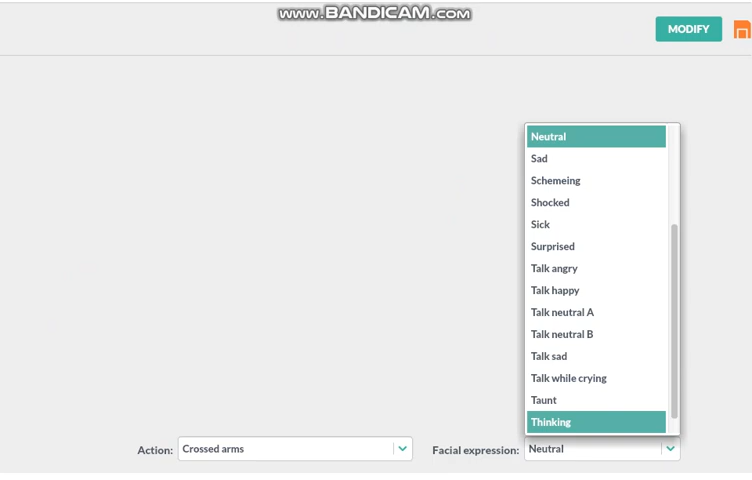 www.BANDICAM.com
MODIFY
Neutral
Sad
Schemeing
Shocked
Sick
Surprised
Talk angry
Talk happy
Talk neutral A
Talk neutral B
Talk sad
Talk while crying
Taunt
Thinking
Action: Crossed arms Facial expression: Neutral